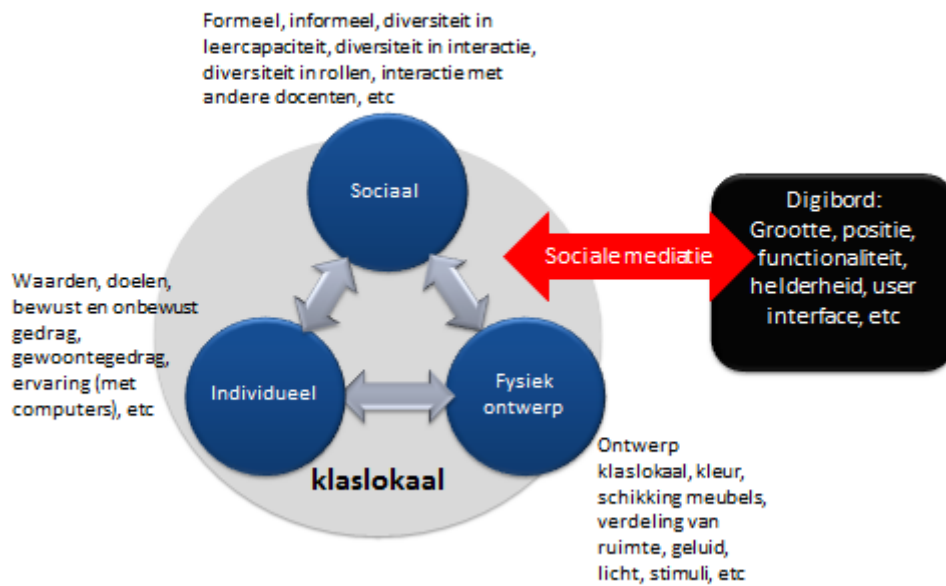 Formeel, informeel, diversiteit in
leercapaciteit, diversiteit in interactie,
diversiteit in rollen, interactie met
andere docenten, etc
Sociaal
Digibord:
Grootte, positie,
functionaliteit,
helderheid, user
interface, etc
Sociale mediatie
Waarden, doelen,
bewust en onbewust
gedrag,
gewoontegedrag,
ervaring (met
computers), etc
Individueel
Fysiek
ontwerp
klaslokaal
Ontwerp
klaslokaal, kleur,
schikking meubels,
verdeling van
ruimte, geluid,
licht, stimuli, etc